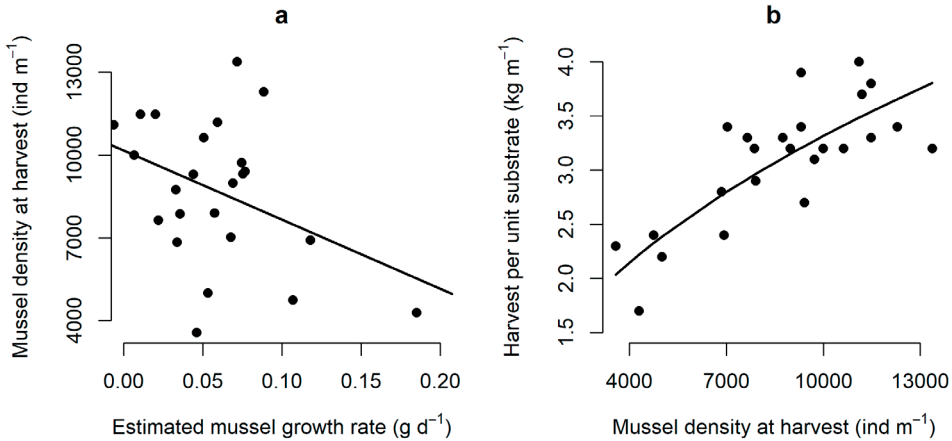 a
Mussel density at harvest (ind m⁻¹)
13000
10000
7000
4000
0.00 0.05 0.10 0.15 0.20
Estimated mussel growth rate (g d⁻¹)
b
Harvest per unit substrate (kg m⁻¹)
4.0
3.5
3.0
2.5
2.0
1.5
4000 7000 10000 13000
Mussel density at harvest (ind m⁻¹)